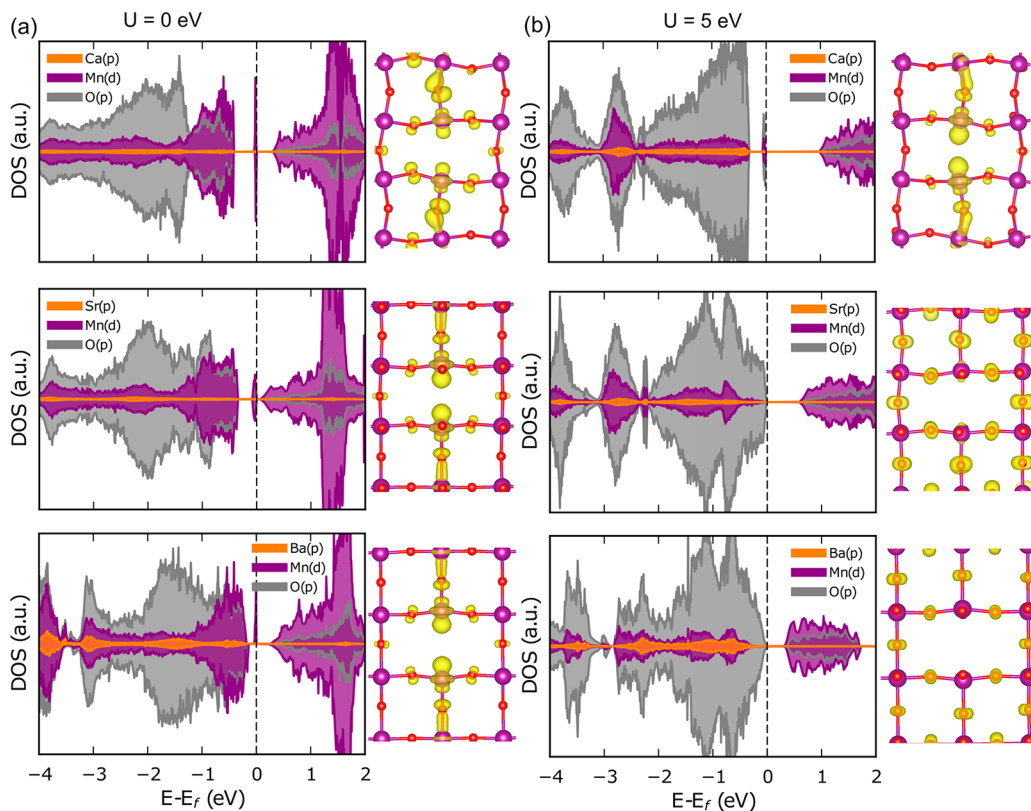 (a) U = 0 eV
(b) U = 5 eV
DOS (a.u.)
Ca(p)
Mn(d)
O(p)
DOS (a.u.)
Ca(p)
Mn(d)
O(p)
DOS (a.u.)
Sr(p)
Mn(d)
O(p)
DOS (a.u.)
Sr(p)
Mn(d)
O(p)
DOS (a.u.)
Ba(p)
Mn(d)
O(p)
DOS (a.u.)
Ba(p)
Mn(d)
O(p)
−4 −3 −2 −1 0 1 2
E-Ef (eV)
−4 −3 −2 −1 0 1 2
E-Ef (eV)